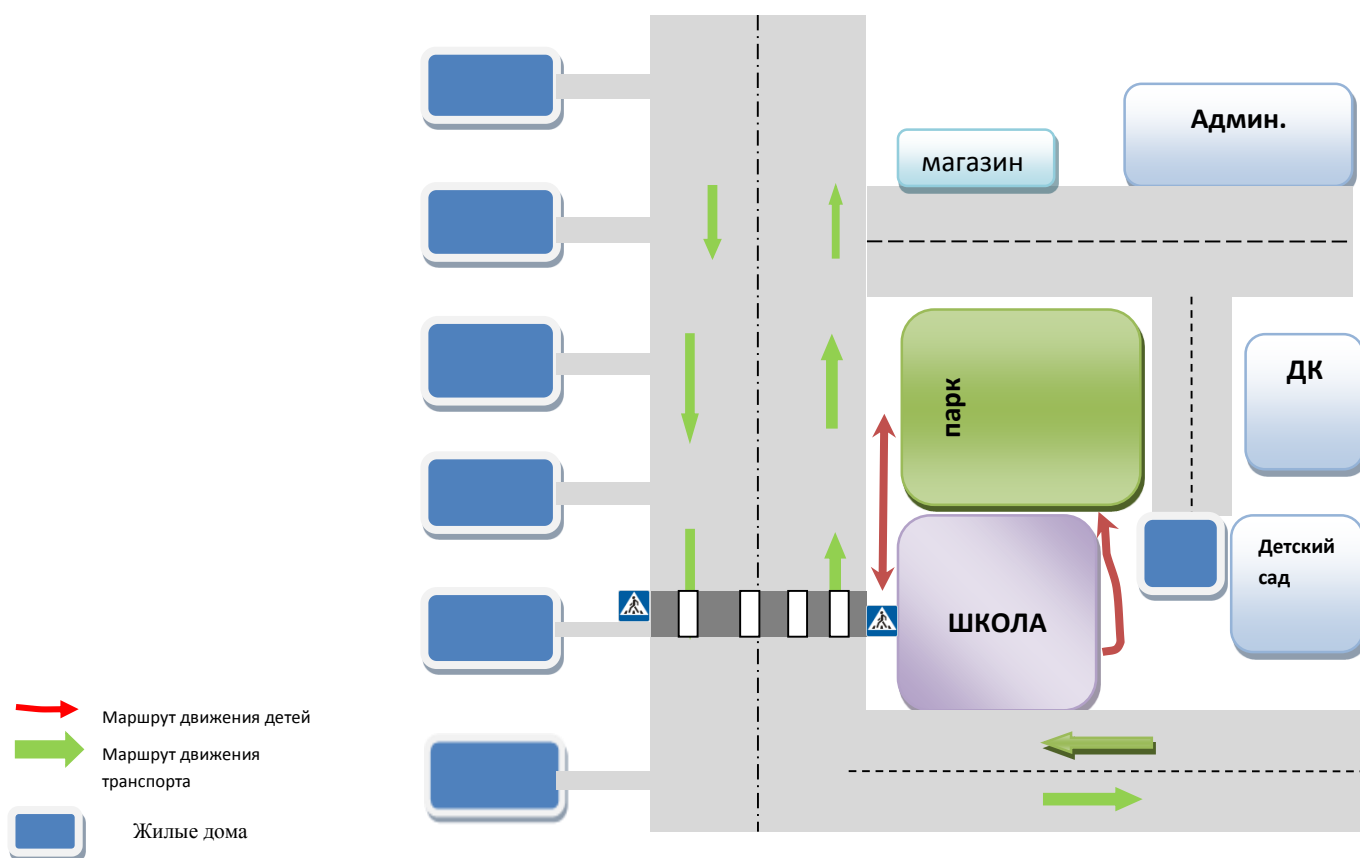 Админ.
магазин
парк
ДК
Детский
сад
ШКОЛА
Маршрут движения детей
Маршрут движения
транспорта
Жилые дома